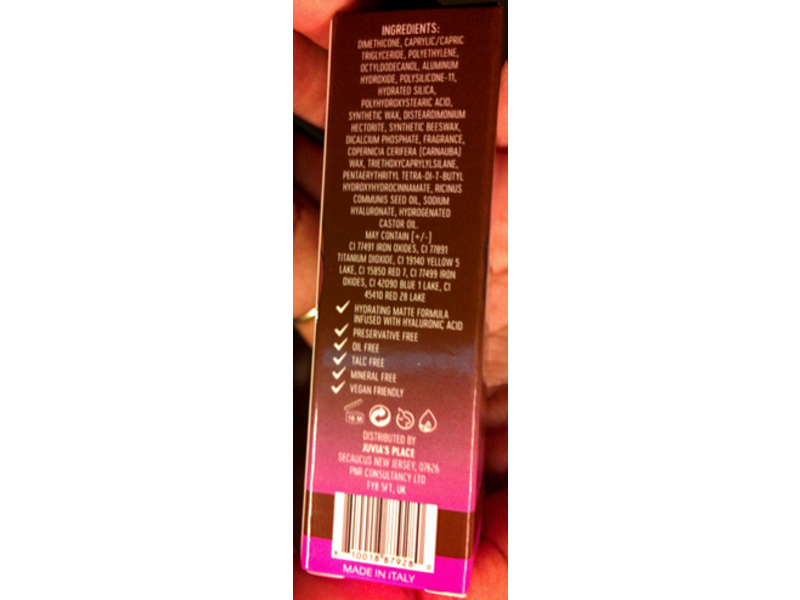 INGREDIENTS:
DIMETHICONE, CAPRYLIC/CAPRIC
TRIGLYCERIDE, POLYETHYLENE,
OCTYLDODECANOL, ALUMINUM
HYDROXIDE, POLYSILICONE-11,
HYDRATED SILICA,
POLYHYDROXYSTEARIC ACID,
SYNTHETIC WAX, DISTEARDIMONIUM
HECTORITE, SYNTHETIC BEESWAX,
DICALCIUM PHOSPHATE, FRAGRANCE,
COPERNICIA CERIFERA (CARNAUBA)
WAX, TRIETHOXYCAPRYLYLSILANE,
PENTAERYTHRITYL TETRA-DI-T-BUTYL
HYDROXYHYDROCINNAMATE, RICINUS
COMMUNIS SEED OIL, SODIUM
HYALURONATE, HYDROGENATED
CASTOR OIL.
MAY CONTAIN [+/-]
CI 77491 IRON OXIDES, CI 77891
TITANIUM DIOXIDE, CI 19140 YELLOW 5
LAKE, CI 15850 RED 7, CI 77499 IRON
OXIDES, CI 42090 BLUE 1 LAKE, CI
45410 RED 28 LAKE
HYDRATING MATTE FORMULA
INFUSED WITH HYALURONIC ACID
PRESERVATIVE FREE
OIL FREE
TALC FREE
MINERAL FREE
VEGAN FRIENDLY
DISTRIBUTED BY
JUVIA'S PLACE
SECAUCUS NEW JERSEY, 07626
PNR CONSULTANCY LTD
FY8 5FT, UK
8 10018 87928 0
MADE IN ITALY